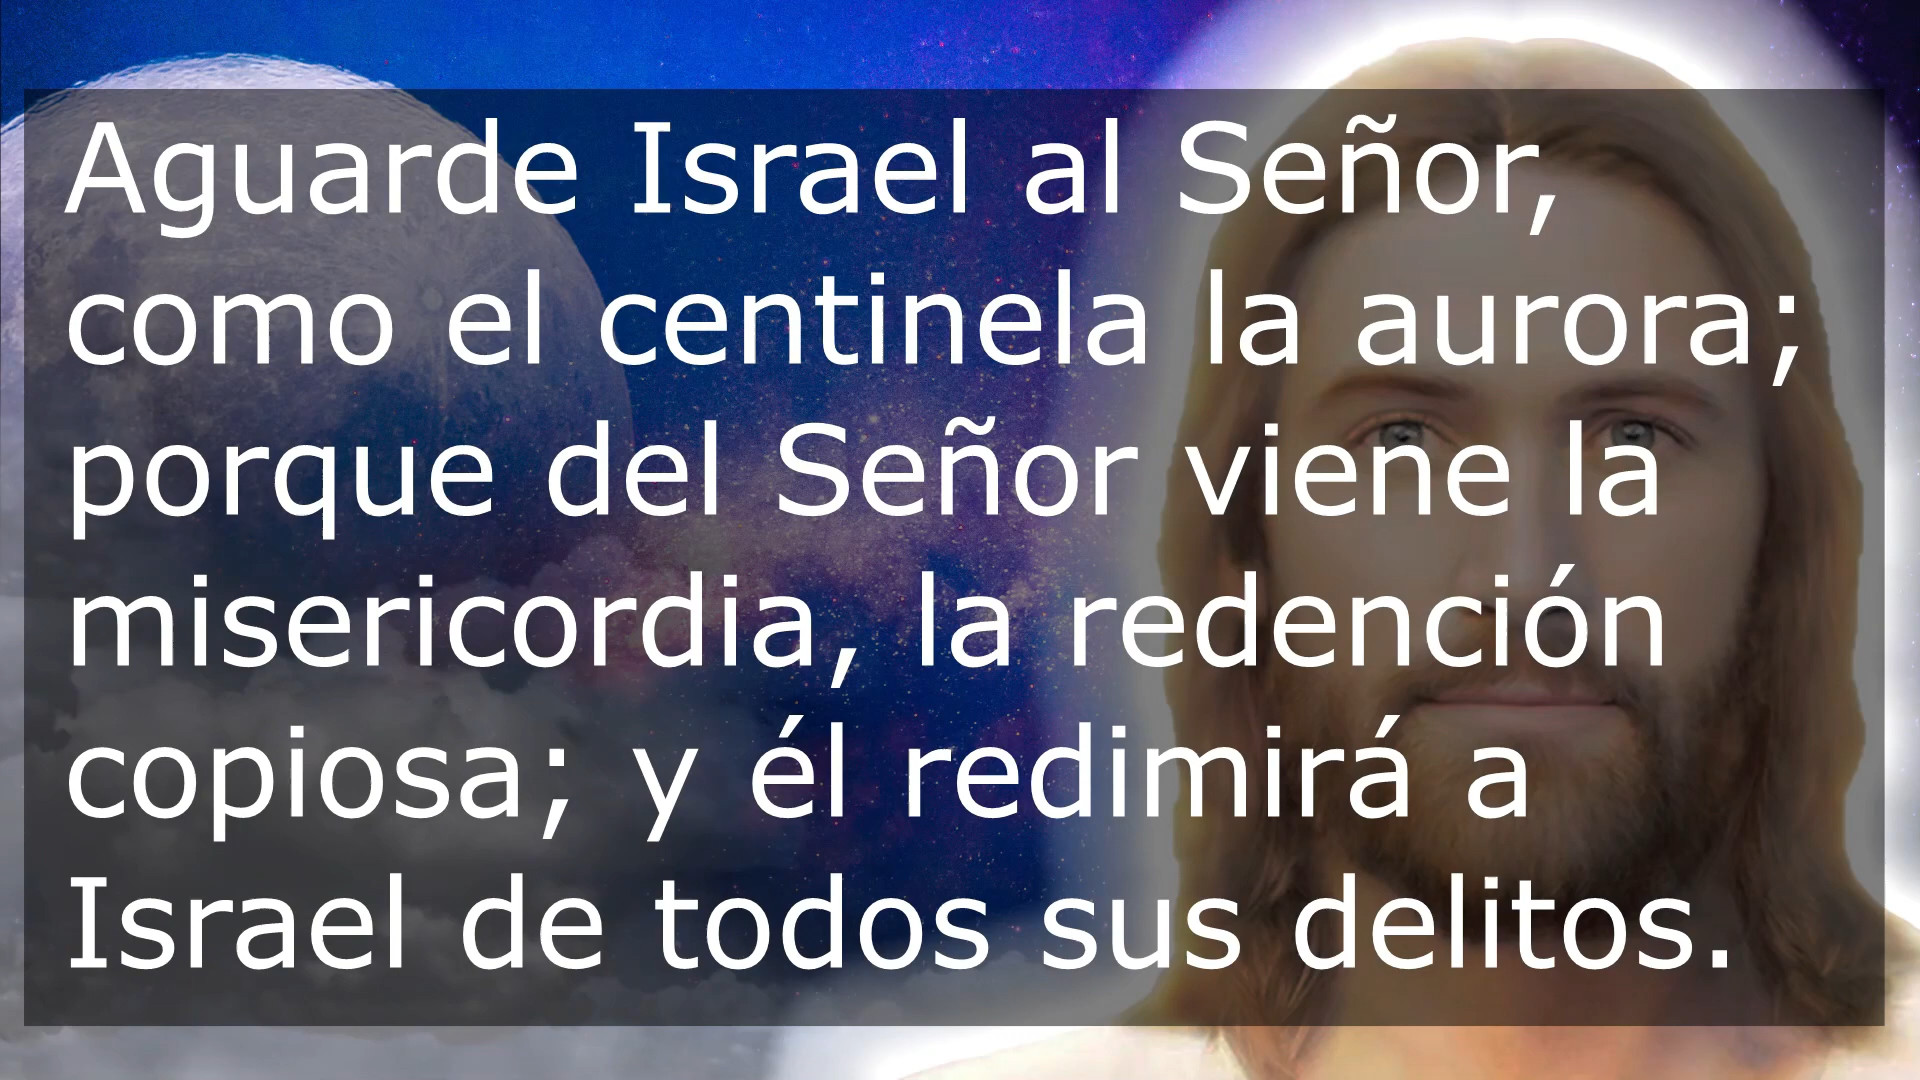 Aguarde Israel al Señor,
como el centinela la aurora;
porque del Señor viene la
misericordia, la redención
copiosa; y él redimirá a
Israel de todos sus delitos.